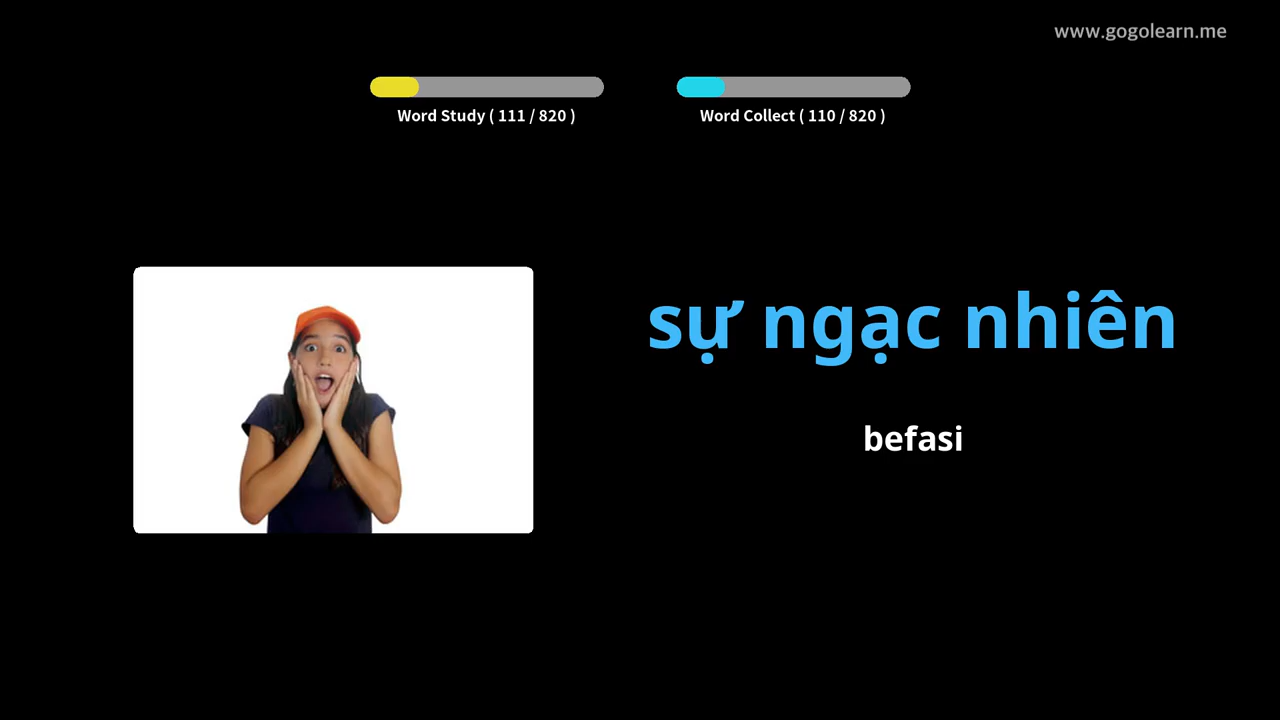 www.gogolearn.me
Word Study ( 111 / 820 )
Word Collect ( 110 / 820 )
sự ngạc nhiên
befasi